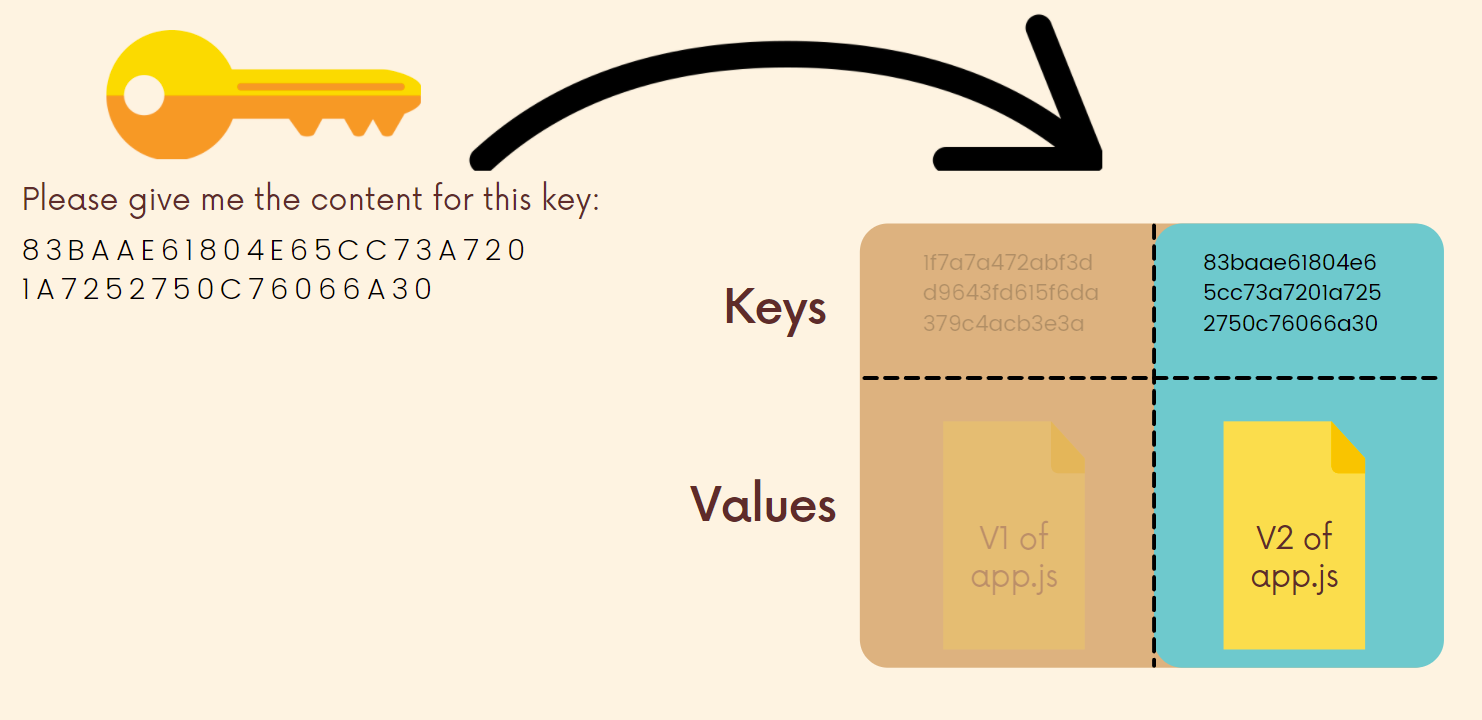 Please give me the content for this key:
83BAAE61804E65CC73A720
1A7252750C76066A30
Keys
1f7a7a472abf3d
d9643fd615f6da
379c4acb3e3a
83baae61804e6
5cc73a7201a725
2750c76066a30
Values
V1 of
app.js
V2 of
app.js